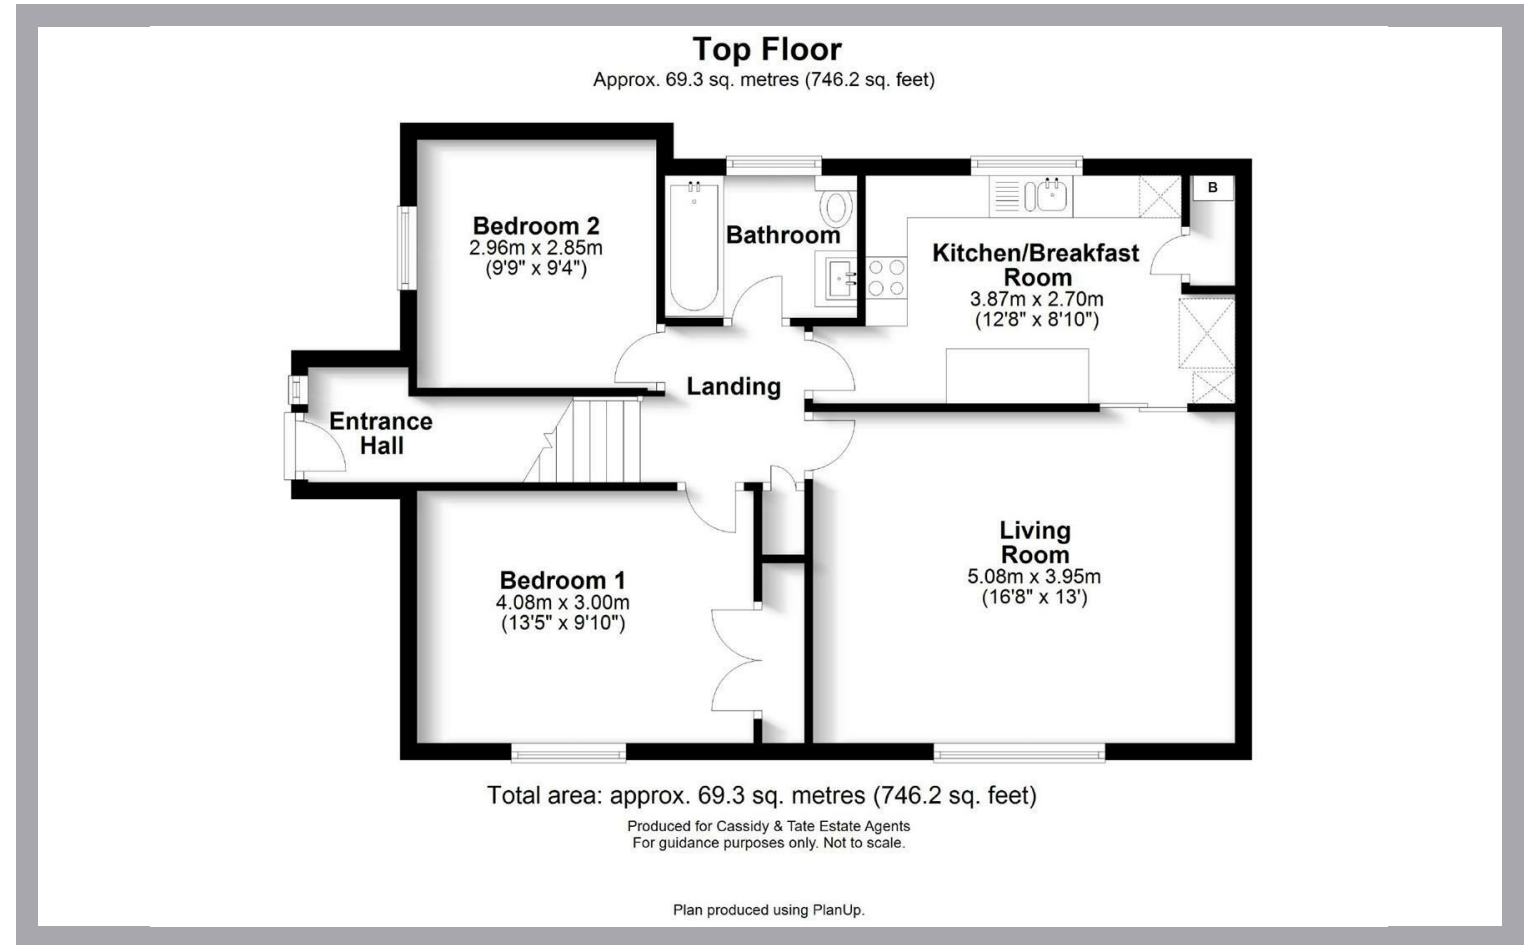 Top Floor
Approx. 69.3 sq. metres (746.2 sq. feet)
Bedroom 2
2.96m x 2.85m
(9'9" x 9'4")
Bathroom
Kitchen/Breakfast
Room
3.87m x 2.70m
(12'8" x 8'10")
B
Landing
Entrance
Hall
Bedroom 1
4.08m x 3.00m
(13'5" x 9'10")
Living
Room
5.08m x 3.95m
(16'8" x 13')
Total area: approx. 69.3 sq. metres (746.2 sq. feet)
Produced for Cassidy & Tate Estate Agents
For guidance purposes only. Not to scale.
Plan produced using PlanUp.